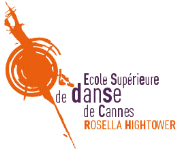 Ecole Supérieure
de danse
de Cannes
ROSELLA HIGHTOWER